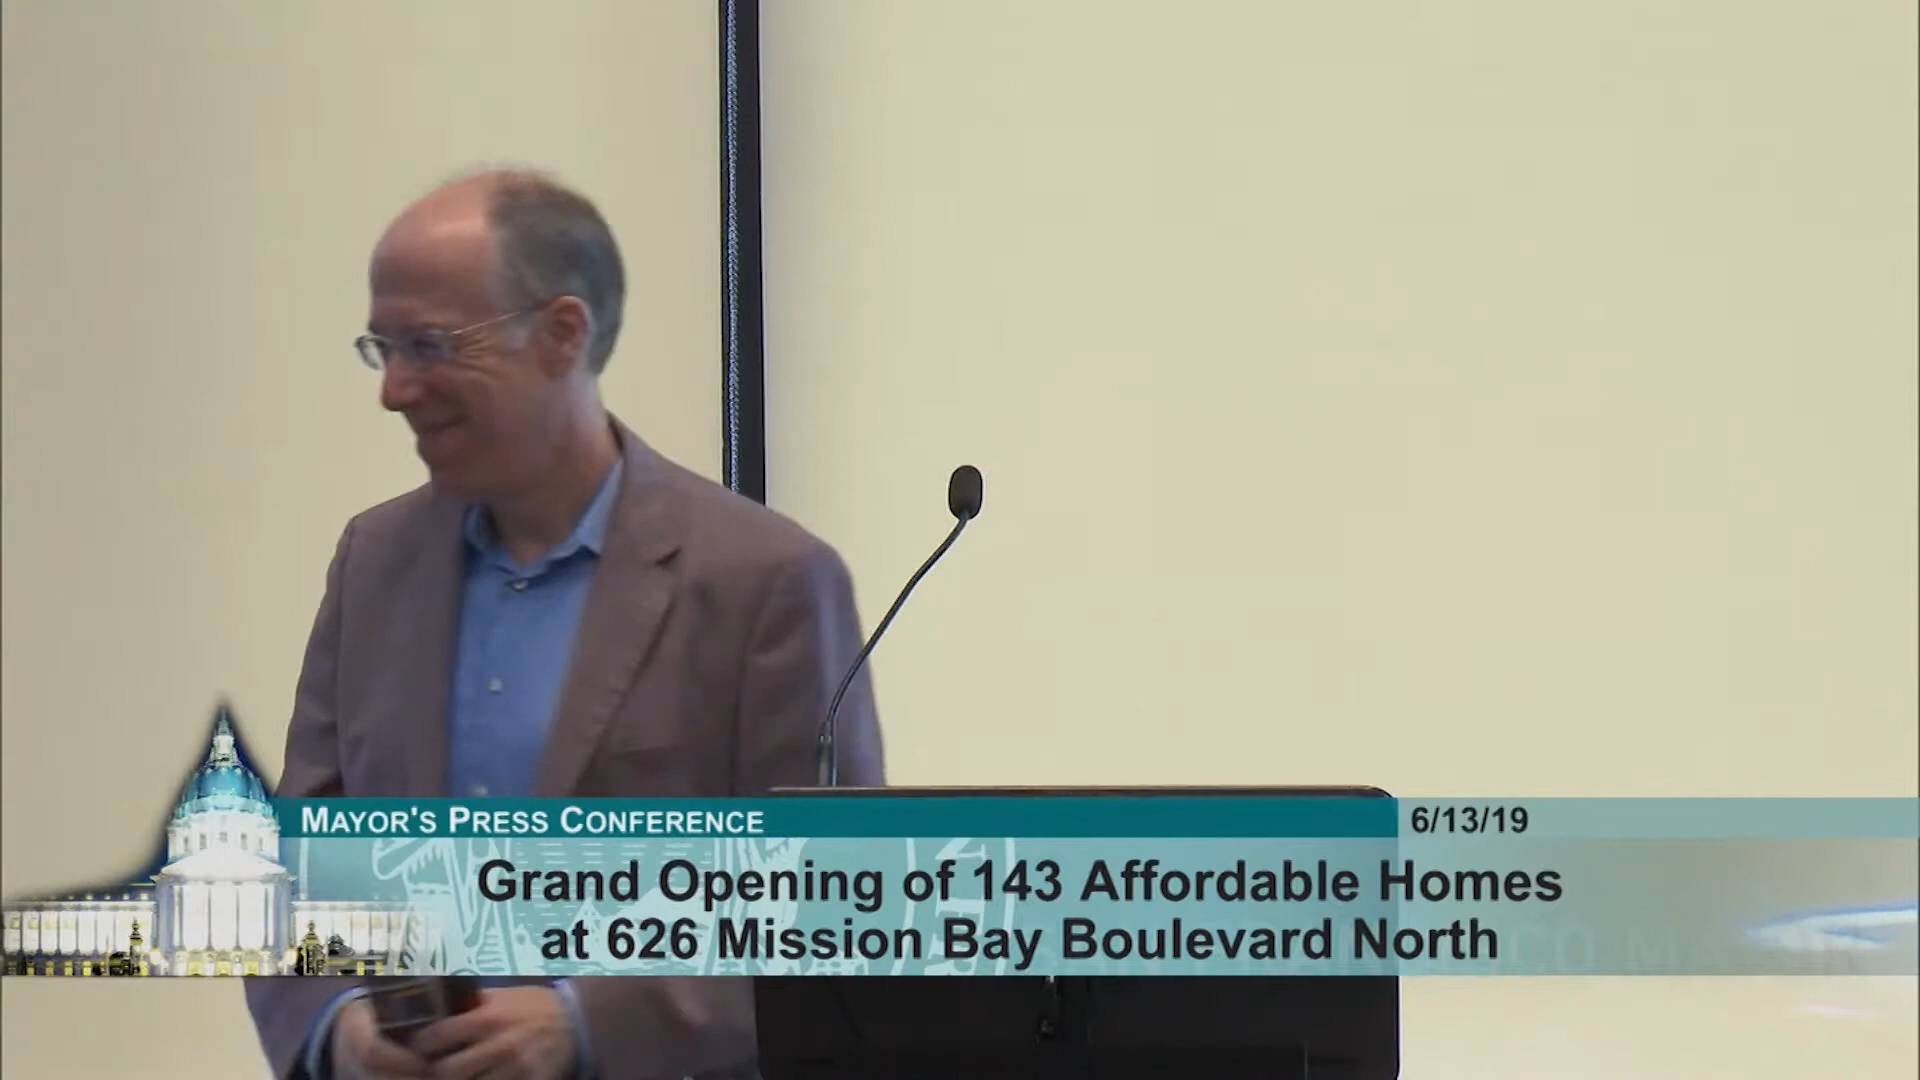 MAYOR'S PRESS CONFERENCE
6/13/19
Grand Opening of 143 Affordable Homes
at 626 Mission Bay Boulevard North